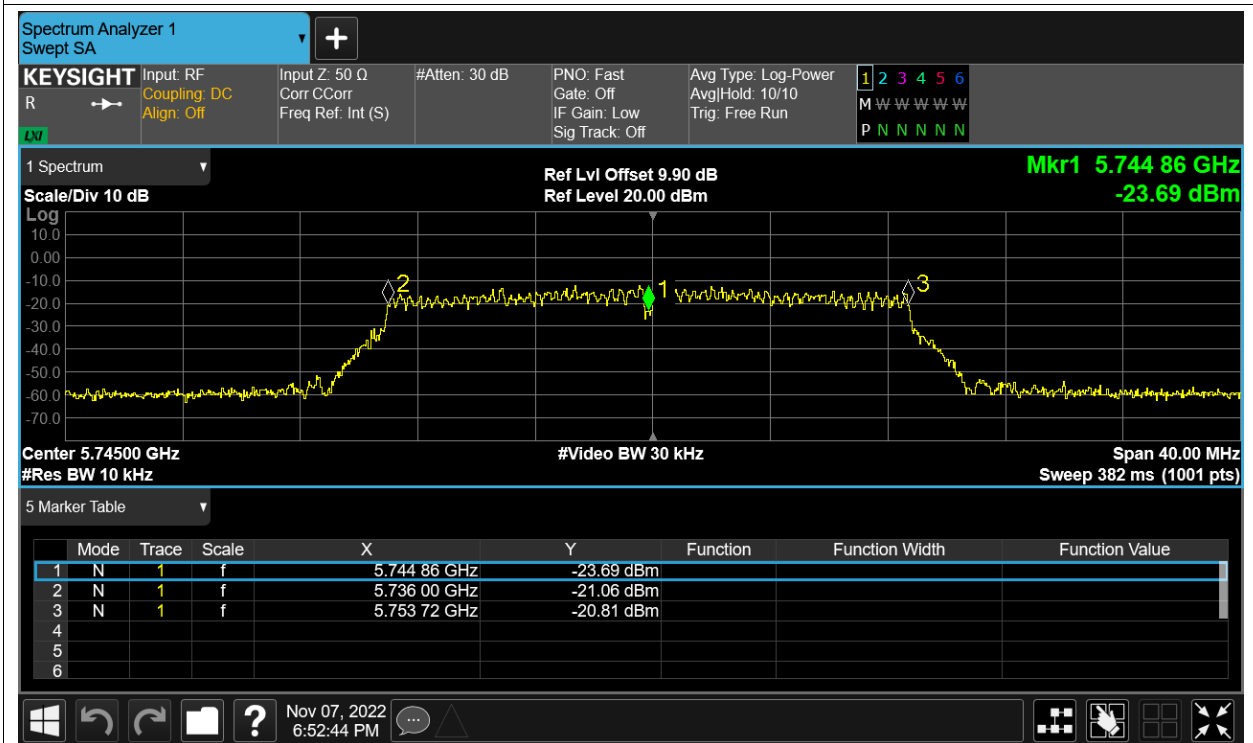 Spectrum Analyzer 1
Swept SA
+
KEYSIGHT
R
LXI
Input: RF
Coupling: DC
Align: Off
Input Z: 50 Ω
Corr CCorr
Freq Ref: Int (S)
#Atten: 30 dB
PNO: Fast
Gate: Off
IF Gain: Low
Sig Track: Off
Avg Type: Log-Power
Avg|Hold: 10/10
Trig: Free Run
1 2 3 4 5 6
M W W W W W
P N N N N N
1 Spectrum
Scale/Div 10 dB
Ref Lvl Offset 9.90 dB
Ref Level 20.00 dBm
Mkr1 5.744 86 GHz
-23.69 dBm
Log
10.0
0.00
-10.0
-20.0
-30.0
-40.0
-50.0
-60.0
-70.0
2
1
3
Center 5.74500 GHz
#Video BW 30 kHz
Span 40.00 MHz
#Res BW 10 kHz
Sweep 382 ms (1001 pts)
5 Marker Table
Mode Trace Scale X Y Function Function Width Function Value
1 N 1 f 5.744 86 GHz -23.69 dBm
2 N 1 f 5.736 00 GHz -21.06 dBm
3 N 1 f 5.753 72 GHz -20.81 dBm
4
5
6
?
Nov 07, 2022
6:52:44 PM